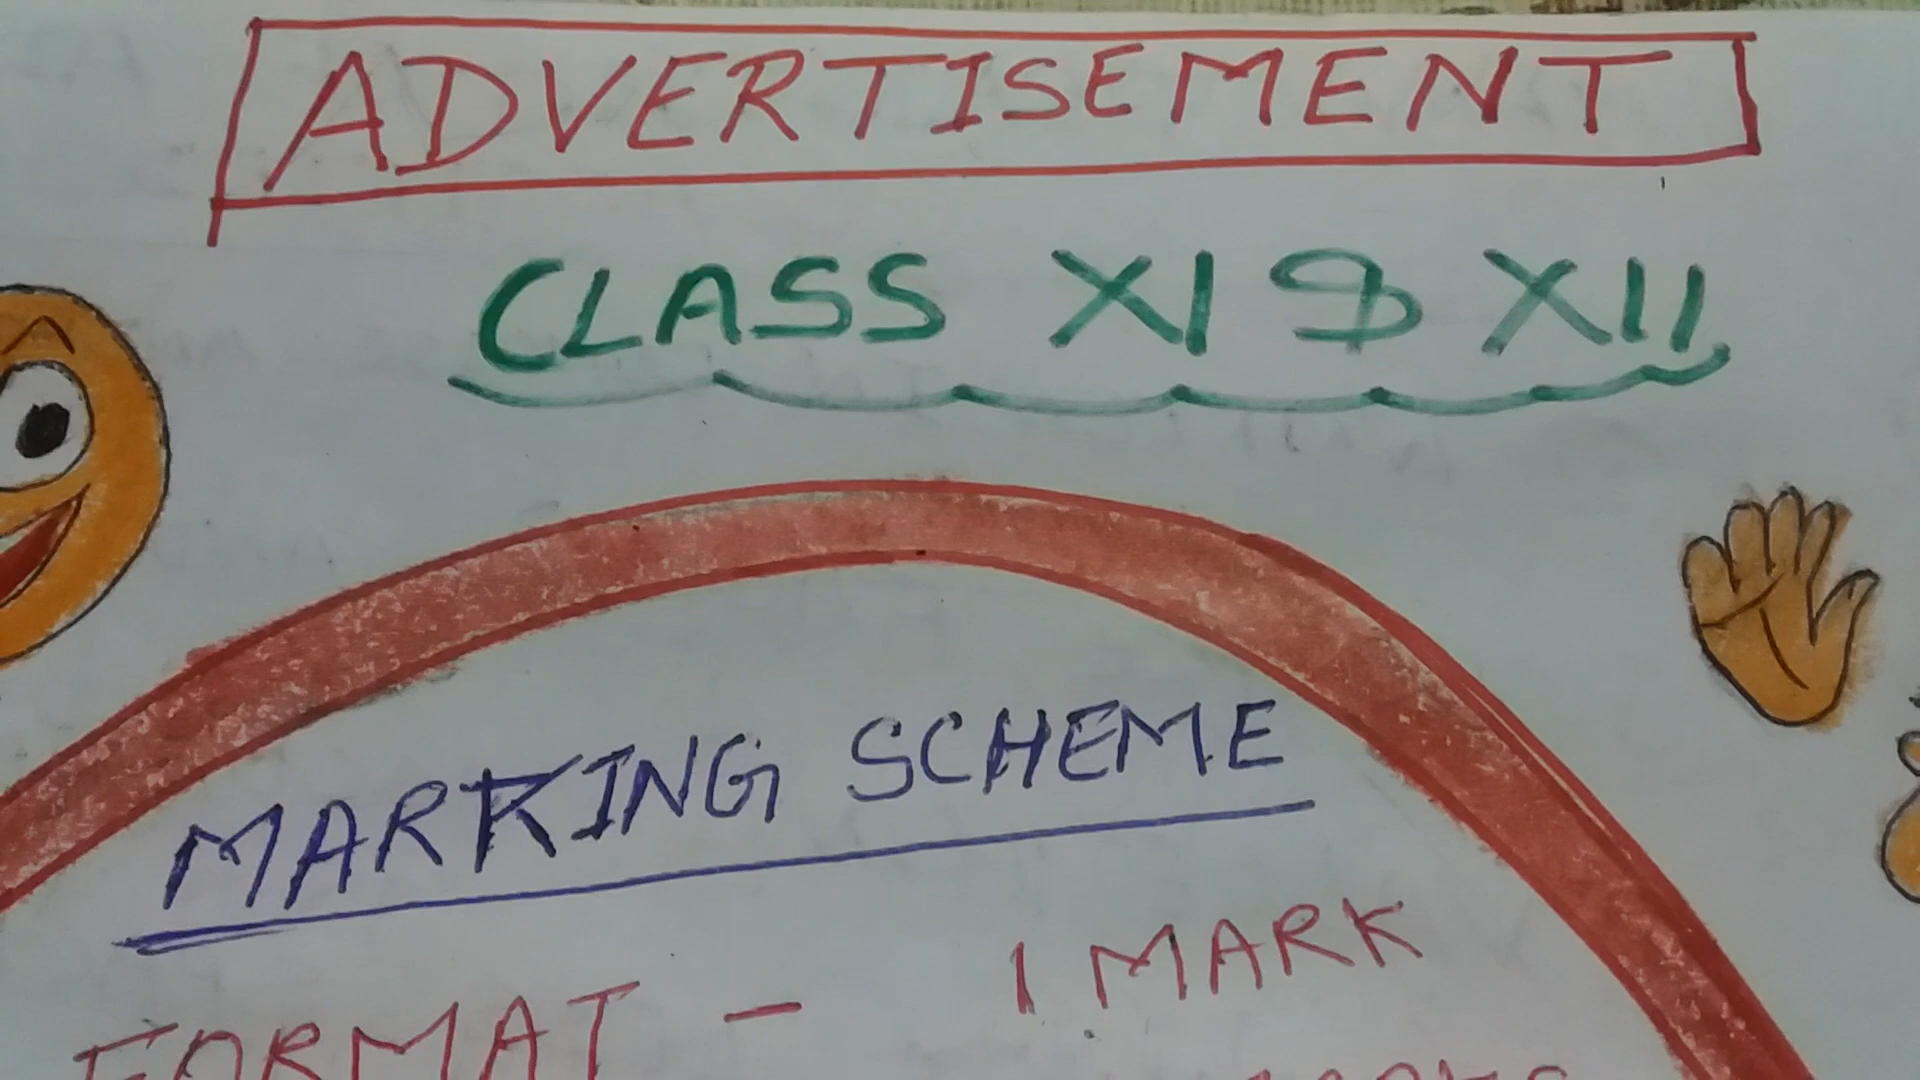 ADVERTISEMENT
CLASS XI & XII
MARKING SCHEME
FORMAT - 1 MARK